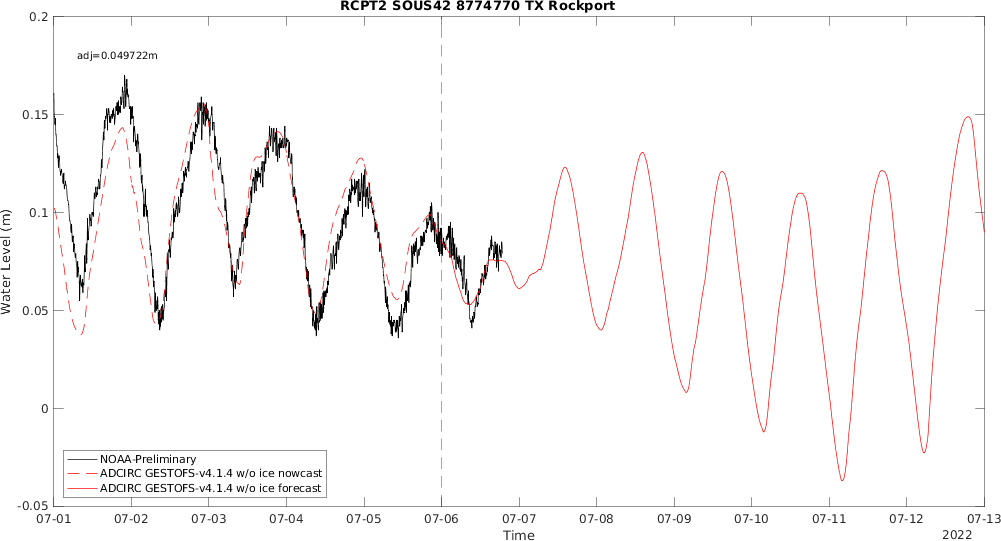 RCPT2 SOUS42 8774770 TX Rockport
adj=0.049722m
0.2
0.15
0.1
0.05
0
-0.05
Water Level (m)
NOAA-Preliminary
ADCIRC GESTOFS-v4.1.4 w/o ice nowcast
ADCIRC GESTOFS-v4.1.4 w/o ice forecast
07-01 07-02 07-03 07-04 07-05 07-06 07-07 07-08 07-09 07-10 07-11 07-12 07-13
Time
2022